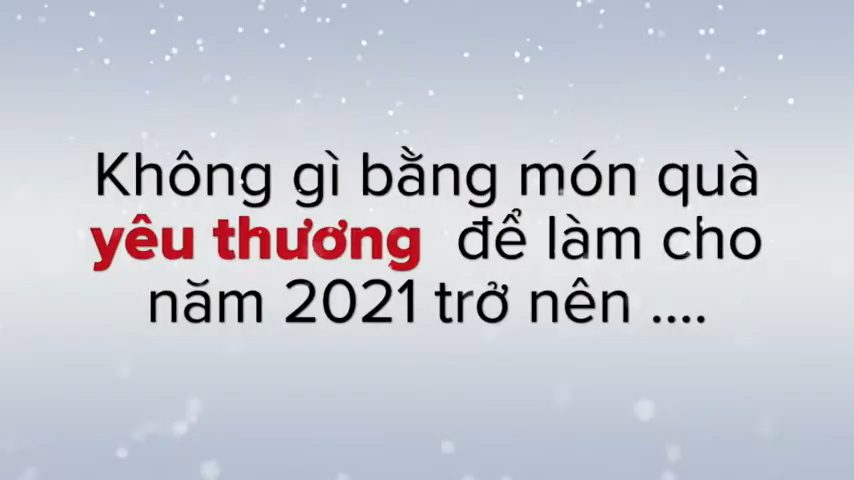 Không gì bằng món quà
yêu thương để làm cho
năm 2021 trở nên ....